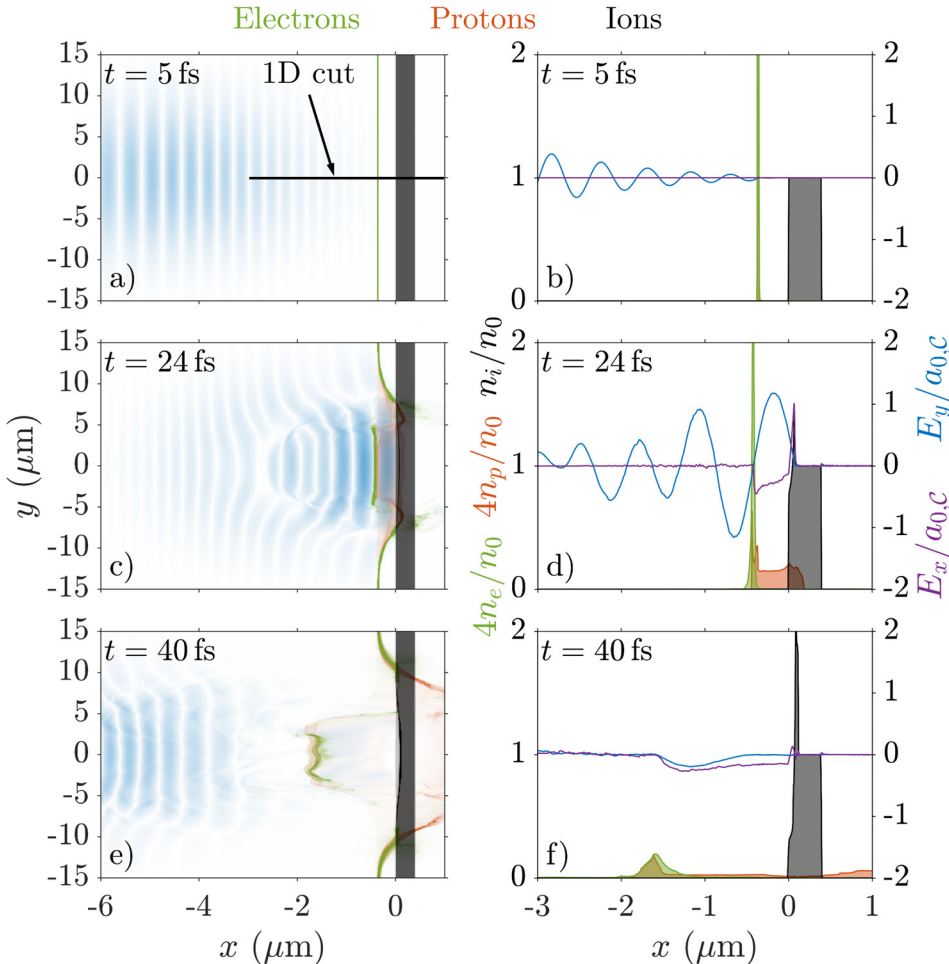 Electrons Protons Ions
15
10
5
0
-5
-10
-15
t = 5 fs
1D cut
a)
2
1
0
t = 5 fs
b)
2
1
0
-1
-2
15
10
5
0
-5
-10
-15
t = 24 fs
c)
2
1
0
t = 24 fs
d)
2
1
0
-1
-2
15
10
5
0
-5
-10
-15
t = 40 fs
e)
2
1
0
t = 40 fs
f)
2
1
0
-1
-2
-6 -4 -2 0
-3 -2 -1 0 1
x (μm)
x (μm)
y (μm)
4n_e/n_0 4n_p/n_0 n_i/n_0
E_y/a_{0,C}
E_x/a_{0,C}